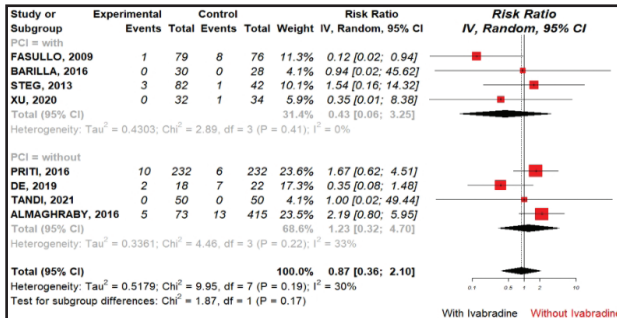 Study or Experimental Control Risk Ratio Risk Ratio
Subgroup Events Total Events Total Weight IV, Random, 95% CI IV, Random, 95% CI
PCI = with
FASULLO, 2009 1 79 8 76 11.3% 0.12 [0.02; 0.94]
BARILLA, 2016 0 30 0 28 4.1% 0.94 [0.02; 45.62]
STEG, 2013 3 82 1 42 10.1% 1.54 [0.16; 14.32]
XU, 2020 0 32 1 34 5.9% 0.35 [0.01; 8.38]
Total (95% CI) 31.4% 0.43 [0.06; 3.25]
Heterogeneity: Tau² = 0.4303; Chi² = 2.89, df = 3 (P = 0.41); I² = 0%
PCI = without
PRITI, 2016 10 232 6 232 23.6% 1.67 [0.62; 4.51]
DE, 2019 2 18 7 22 17.3% 0.35 [0.08; 1.48]
TANDI, 2021 0 50 0 50 4.1% 1.00 [0.02; 49.44]
ALMAGHRABY, 2016 5 73 13 415 23.5% 2.19 [0.80; 5.95]
Total (95% CI) 68.6% 1.23 [0.32; 4.70]
Heterogeneity: Tau² = 0.3361; Chi² = 4.46, df = 3 (P = 0.22); I² = 33%
Total (95% CI) 100.0% 0.87 [0.36; 2.10]
Heterogeneity: Tau² = 0.5179; Chi² = 9.95, df = 7 (P = 0.19); I² = 30%
Test for subgroup differences: Chi² = 1.87, df = 1 (P = 0.17)
0.1 0.5 1 2 10
With Ivabradine Without Ivabradine